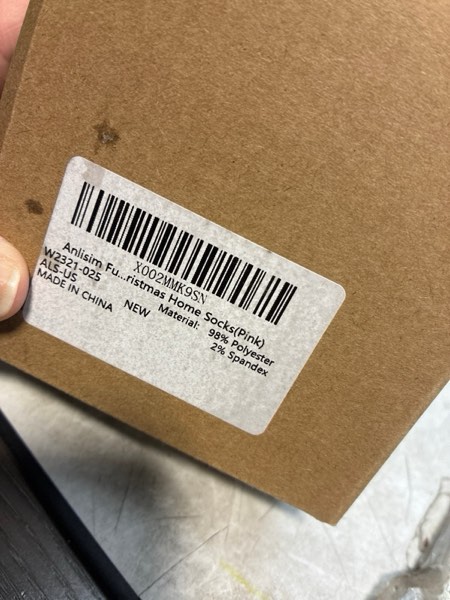 X002MMK9SN
Anlisim Fu...ristmas Home Socks(Pink)
W2321-025
ALS-US
MADE IN CHINA
NEW
Material: 98% Polyester
2% Spandex